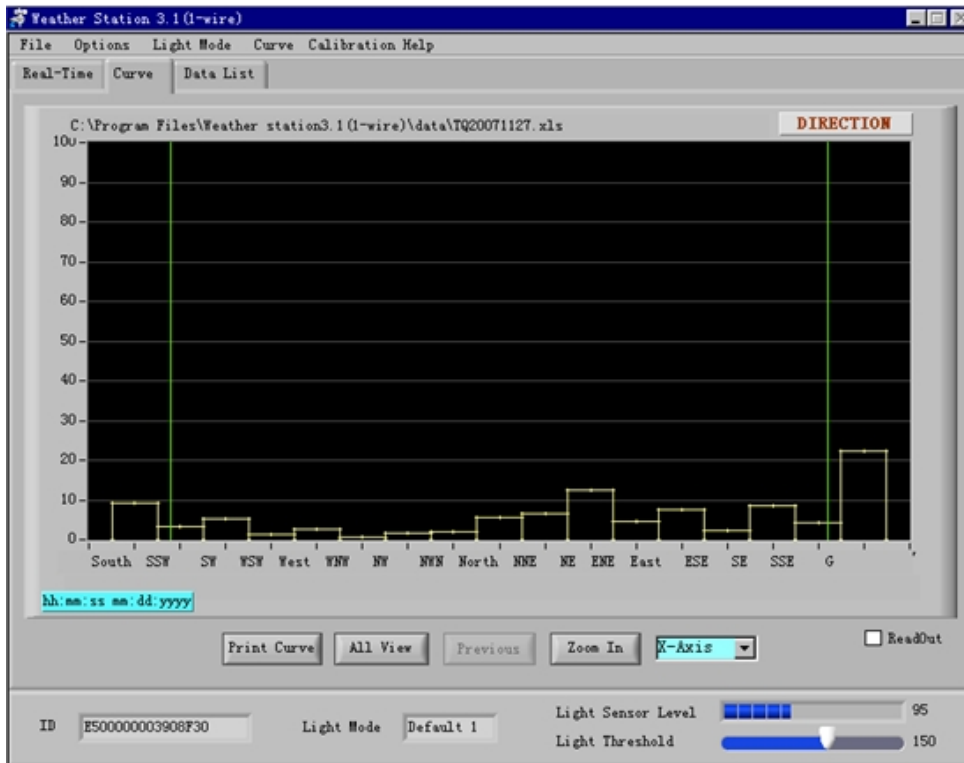 Weather Station 3.1(1-wire)
File Options Light Mode Curve Calibration Help
Real-Time Curve Data List
C:\Program Files\Weather station3.1(1-wire)\data\TQ20071127.xls
DIRECTION
100
90
80
70
60
50
40
30
20
10
0
South SSW SW WSW West WNW NW NWN North NNE NE ENE East ESE SE SSE G
hh:mm:ss mm:dd:yyyy
Print Curve All View Previous Zoom In X-Axis ReadOut
ID E500000003908F30 Light Mode Default 1
Light Sensor Level 95
Light Threshold 150